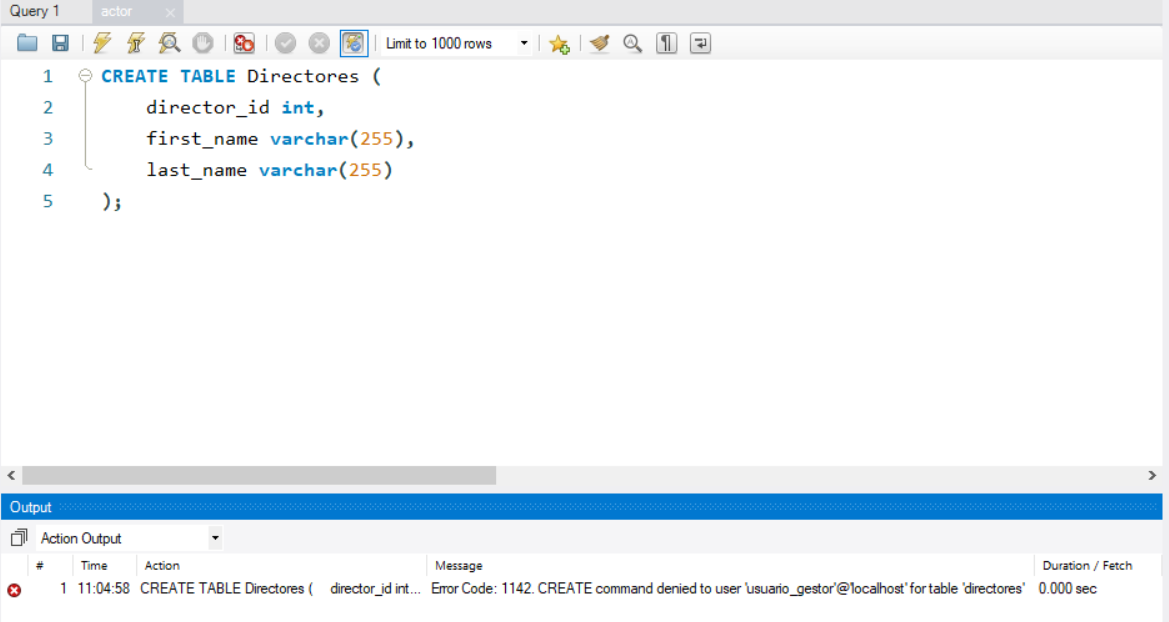 Query 1 actor
Limit to 1000 rows
1 CREATE TABLE Directores (
2 director_id int,
3 first_name varchar(255),
4 last_name varchar(255)
5 );
Output
Action Output
# Time Action Message Duration / Fetch
1 11:04:58 CREATE TABLE Directores ( director_id int... Error Code: 1142. CREATE command denied to user 'usuario_gestor'@'localhost' for table 'directores' 0.000 sec